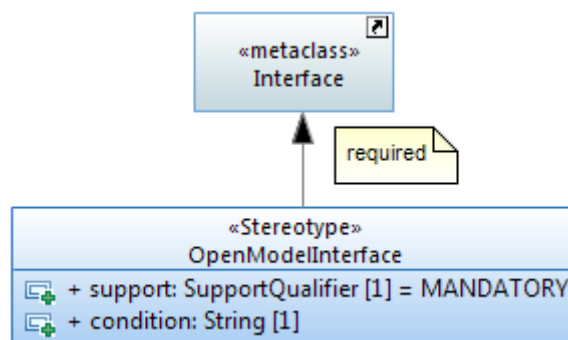 «metaclass»
Interface
required
«Stereotype»
OpenModelInterface
+ support: SupportQualifier [1] = MANDATORY
+ condition: String [1]